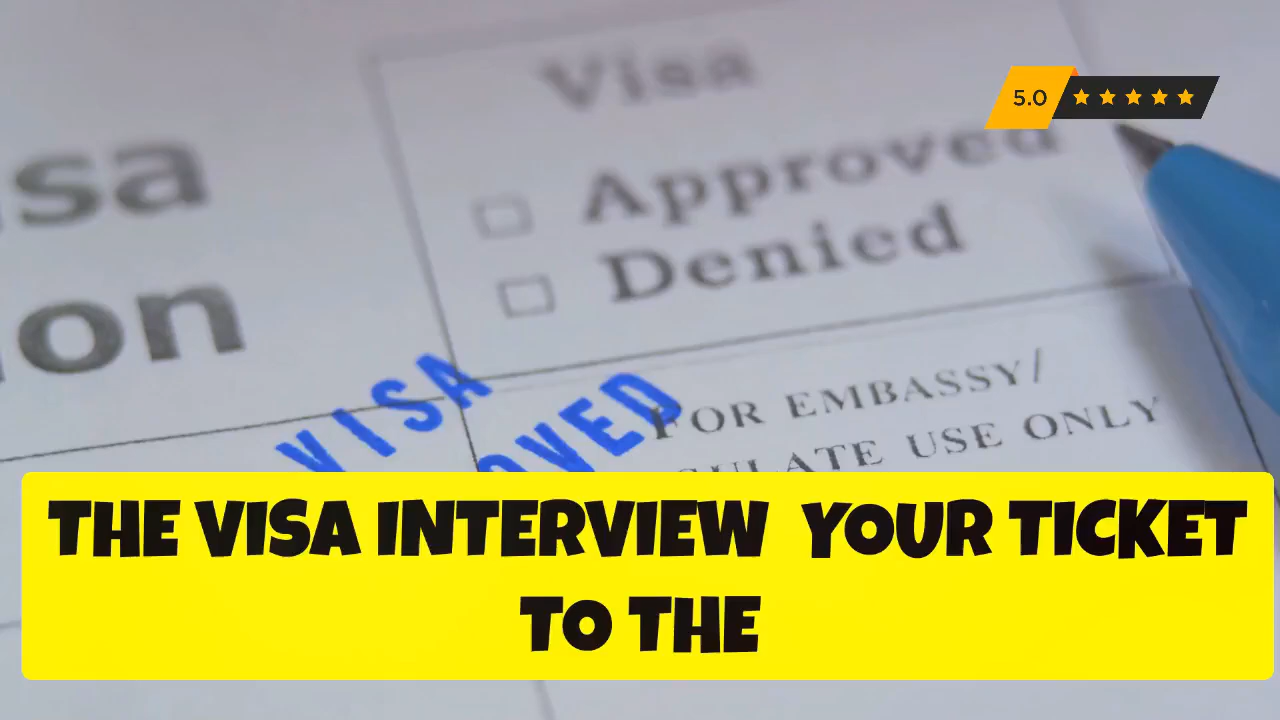 Visa
5.0
sa
Approved
Denied
on
VISA
OVED
FOR EMBASSY/
SULATE USE ONLY
THE VISA INTERVIEW  YOUR TICKET
TO THE